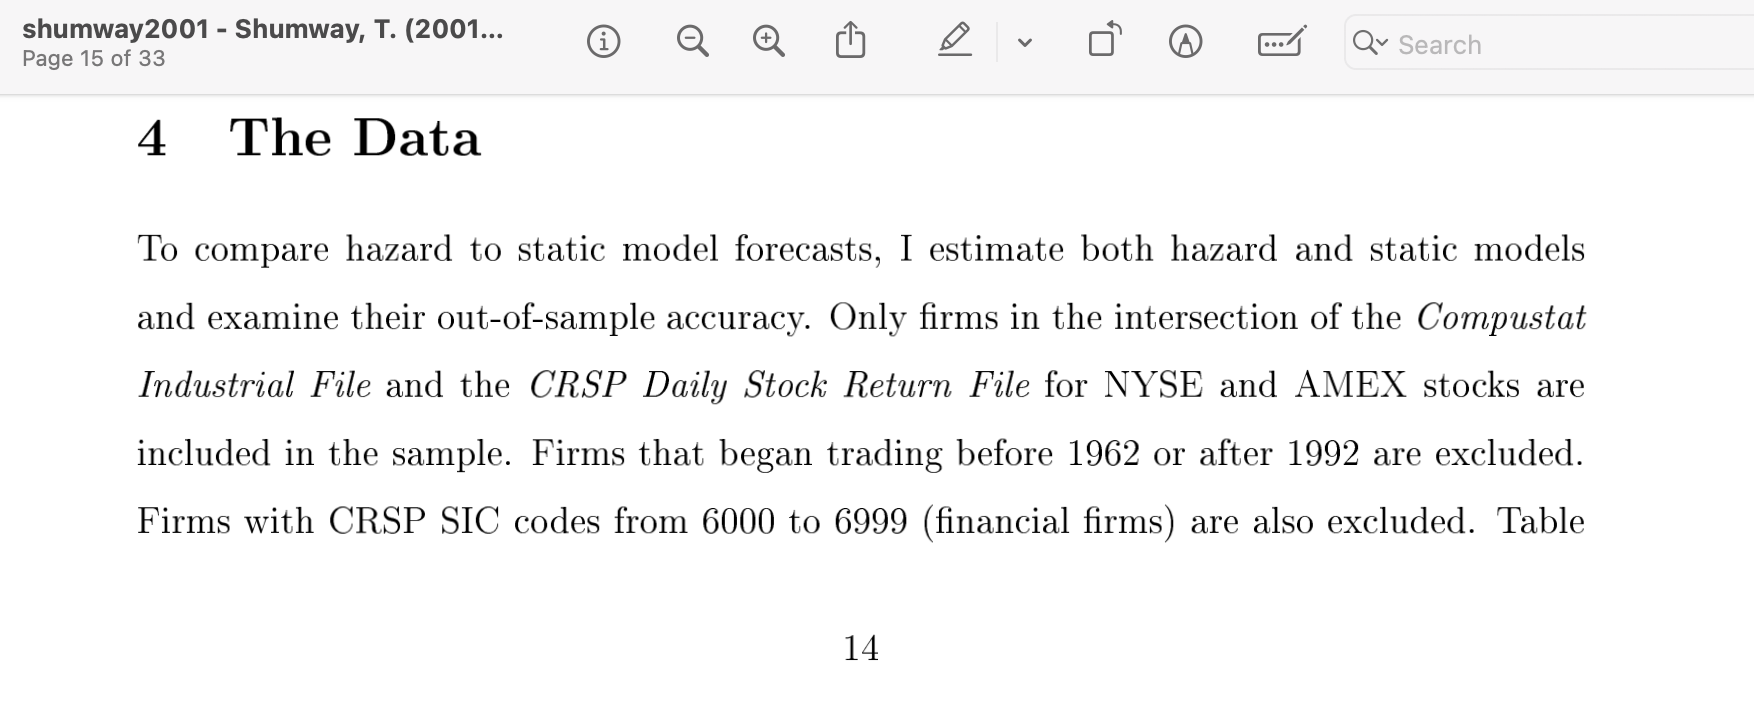 shumway2001 - Shumway, T. (2001...
Page 15 of 33
Search
4 The Data
To compare hazard to static model forecasts, I estimate both hazard and static models
and examine their out-of-sample accuracy. Only firms in the intersection of the Compustat
Industrial File and the CRSP Daily Stock Return File for NYSE and AMEX stocks are
included in the sample. Firms that began trading before 1962 or after 1992 are excluded.
Firms with CRSP SIC codes from 6000 to 6999 (financial firms) are also excluded. Table
14